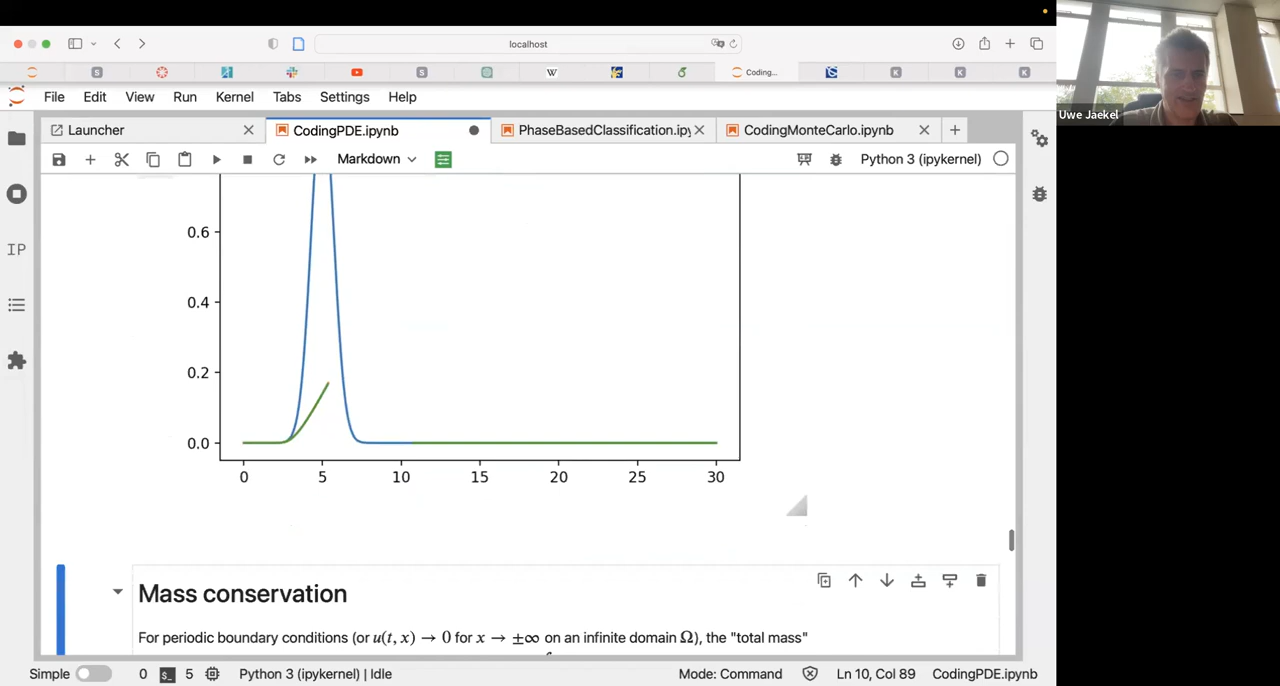 localhost
Coding...
File Edit View Run Kernel Tabs Settings Help
Launcher
CodingPDE.ipynb
PhaseBasedClassification.ipy
CodingMonteCarlo.ipynb
Markdown
Python 3 (ipykernel)
IP
0.6
0.4
0.2
0.0
0 5 10 15 20 25 30
Mass conservation
For periodic boundary conditions (or u(t, x) → 0 for x → ±∞ on an infinite domain Ω), the "total mass"
Simple 0 5 Python 3 (ipykernel) | Idle Mode: Command Ln 10, Col 89 CodingPDE.ipynb
Uwe Jaekel